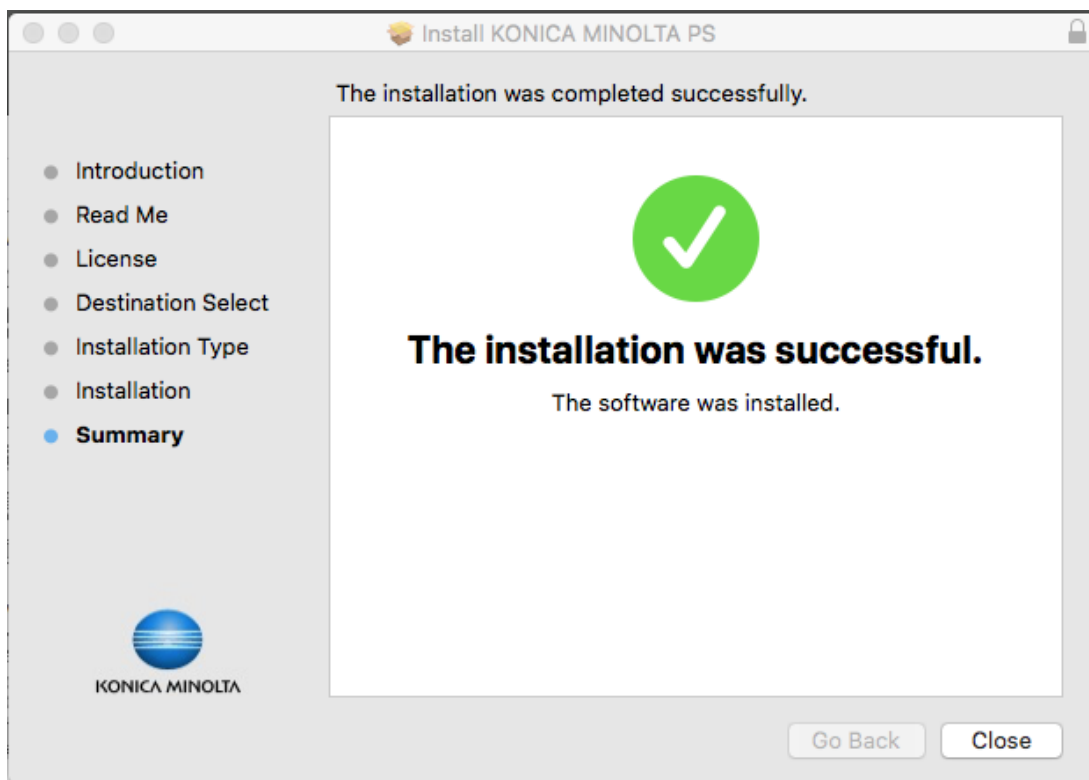 Install KONICA MINOLTA PS
The installation was completed successfully.
Introduction
Read Me
License
Destination Select
Installation Type
Installation
Summary
The installation was successful.
The software was installed.
KONICA MINOLTA
Go Back
Close